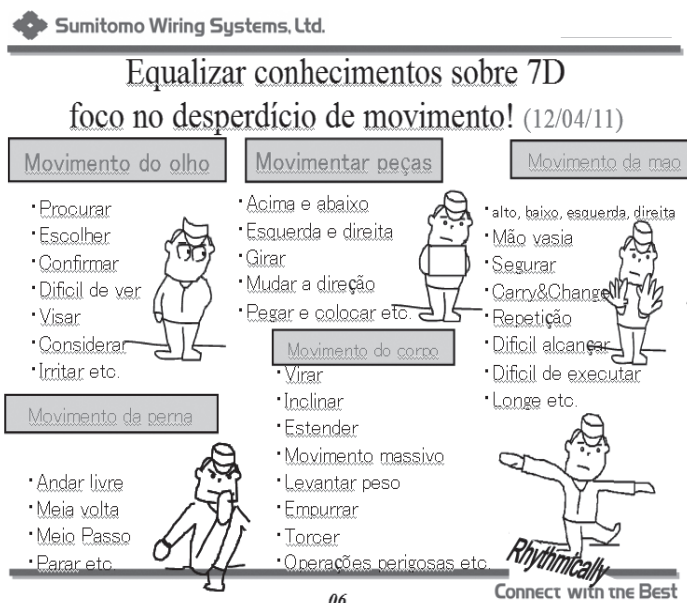 Sumitomo Wiring Systems, Ltd.
Equalizar conhecimentos sobre 7D
foco no desperdício de movimento! (12/04/11)
Movimento do olho
・Procurar
・Escolher
・Confirmar
・Dificil de ver
・Visar
・Considerar
・Irritar etc.
Movimentar peças
・Acima e abaixo
・Esquerda e direita
・Girar
・Mudar a direção
・Pegar e colocar etc.
Movimento da mao
・alto, baixo, esquerda, direita
・Mão vasia
・Segurar
・Carry&Change
・Repetição
・Dificil alcançar
・Dificil de executar
・Longe etc.
Movimento da perna
・Andar livre
・Meia volta
・Meio Passo
・Parar etc.
Movimento do corpo
・Virar
・Inclinar
・Estender
・Movimento massivo
・Levantar peso
・Empurrar
・Torcer
・Operações perigosas etc.
Rhythmically
06
Connect with the Best